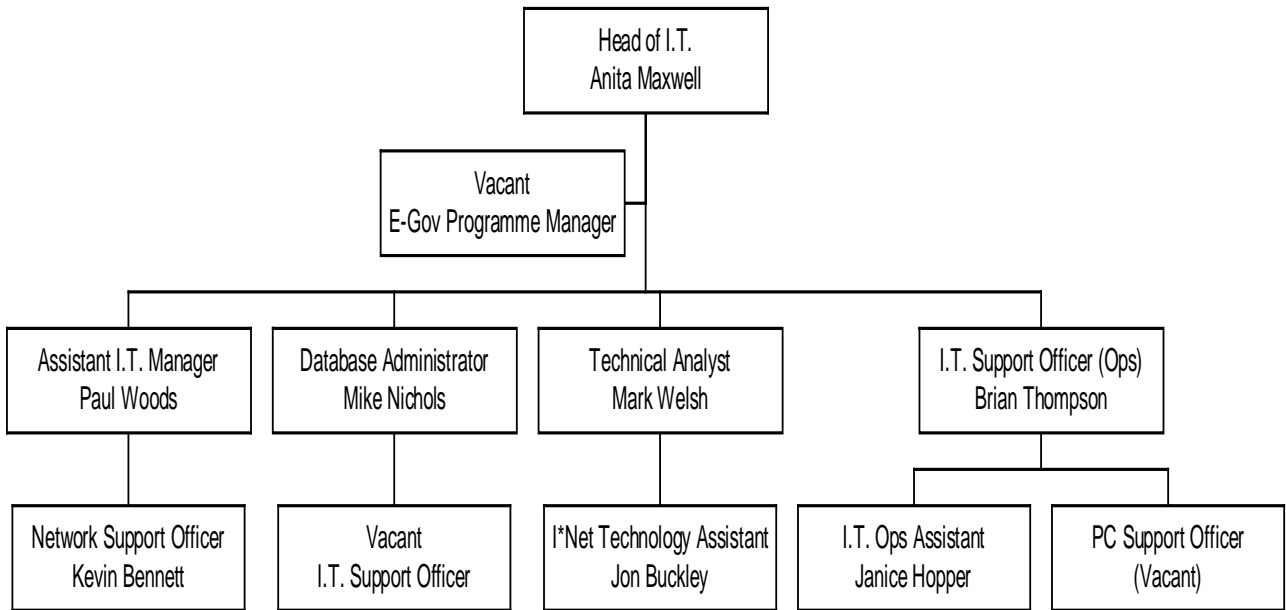 Head of I.T.
Anita Maxwell
Vacant
E-Gov Programme Manager
Assistant I.T. Manager
Paul Woods
Database Administrator
Mike Nichols
Technical Analyst
Mark Welsh
I.T. Support Officer (Ops)
Brian Thompson
Network Support Officer
Kevin Bennett
Vacant
I.T. Support Officer
I*Net Technology Assistant
Jon Buckley
I.T. Ops Assistant
Janice Hopper
PC Support Officer
(Vacant)